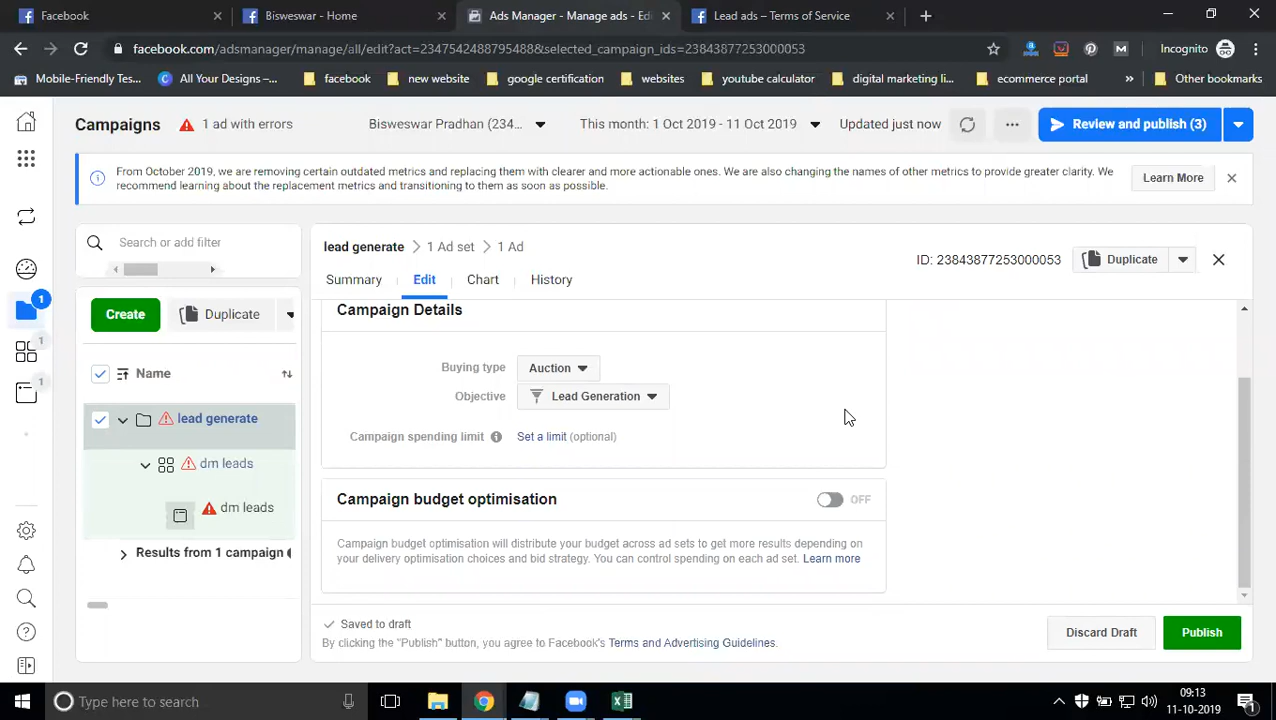 Facebook
Bisweswar - Home
Ads Manager - Manage ads - Edi
Lead ads – Terms of Service
facebook.com/adsmanager/manage/all/edit?act=2347542488795488&selected_campaign_ids=23843877253000053
Incognito
Mobile-Friendly Tes...
All Your Designs –...
facebook
new website
google certification
websites
youtube calculator
digital marketing li...
ecommerce portal
»
Other bookmarks
Campaigns
1 ad with errors
Bisweswar Pradhan (234...
This month: 1 Oct 2019 - 11 Oct 2019
Updated just now
Review and publish (3)
From October 2019, we are removing certain outdated metrics and replacing them with clearer and more actionable ones. We are also changing the names of other metrics to provide greater clarity. We
recommend learning about the replacement metrics and transitioning to them as soon as possible.
Learn More
Search or add filter
lead generate
1 Ad set
1 Ad
ID: 23843877253000053
Duplicate
Summary
Edit
Chart
History
1
1
1
Create
Duplicate
Name
lead generate
dm leads
dm leads
Results from 1 campaign
Campaign Details
Buying type
Auction
Objective
Lead Generation
Campaign spending limit
Set a limit (optional)
Campaign budget optimisation
OFF
Campaign budget optimisation will distribute your budget across ad sets to get more results depending on
your delivery optimisation choices and bid strategy. You can control spending on each ad set. Learn more
Saved to draft
By clicking the "Publish" button, you agree to Facebook's Terms and Advertising Guidelines.
Discard Draft
Publish
Type here to search
09:13
11-10-2019
1